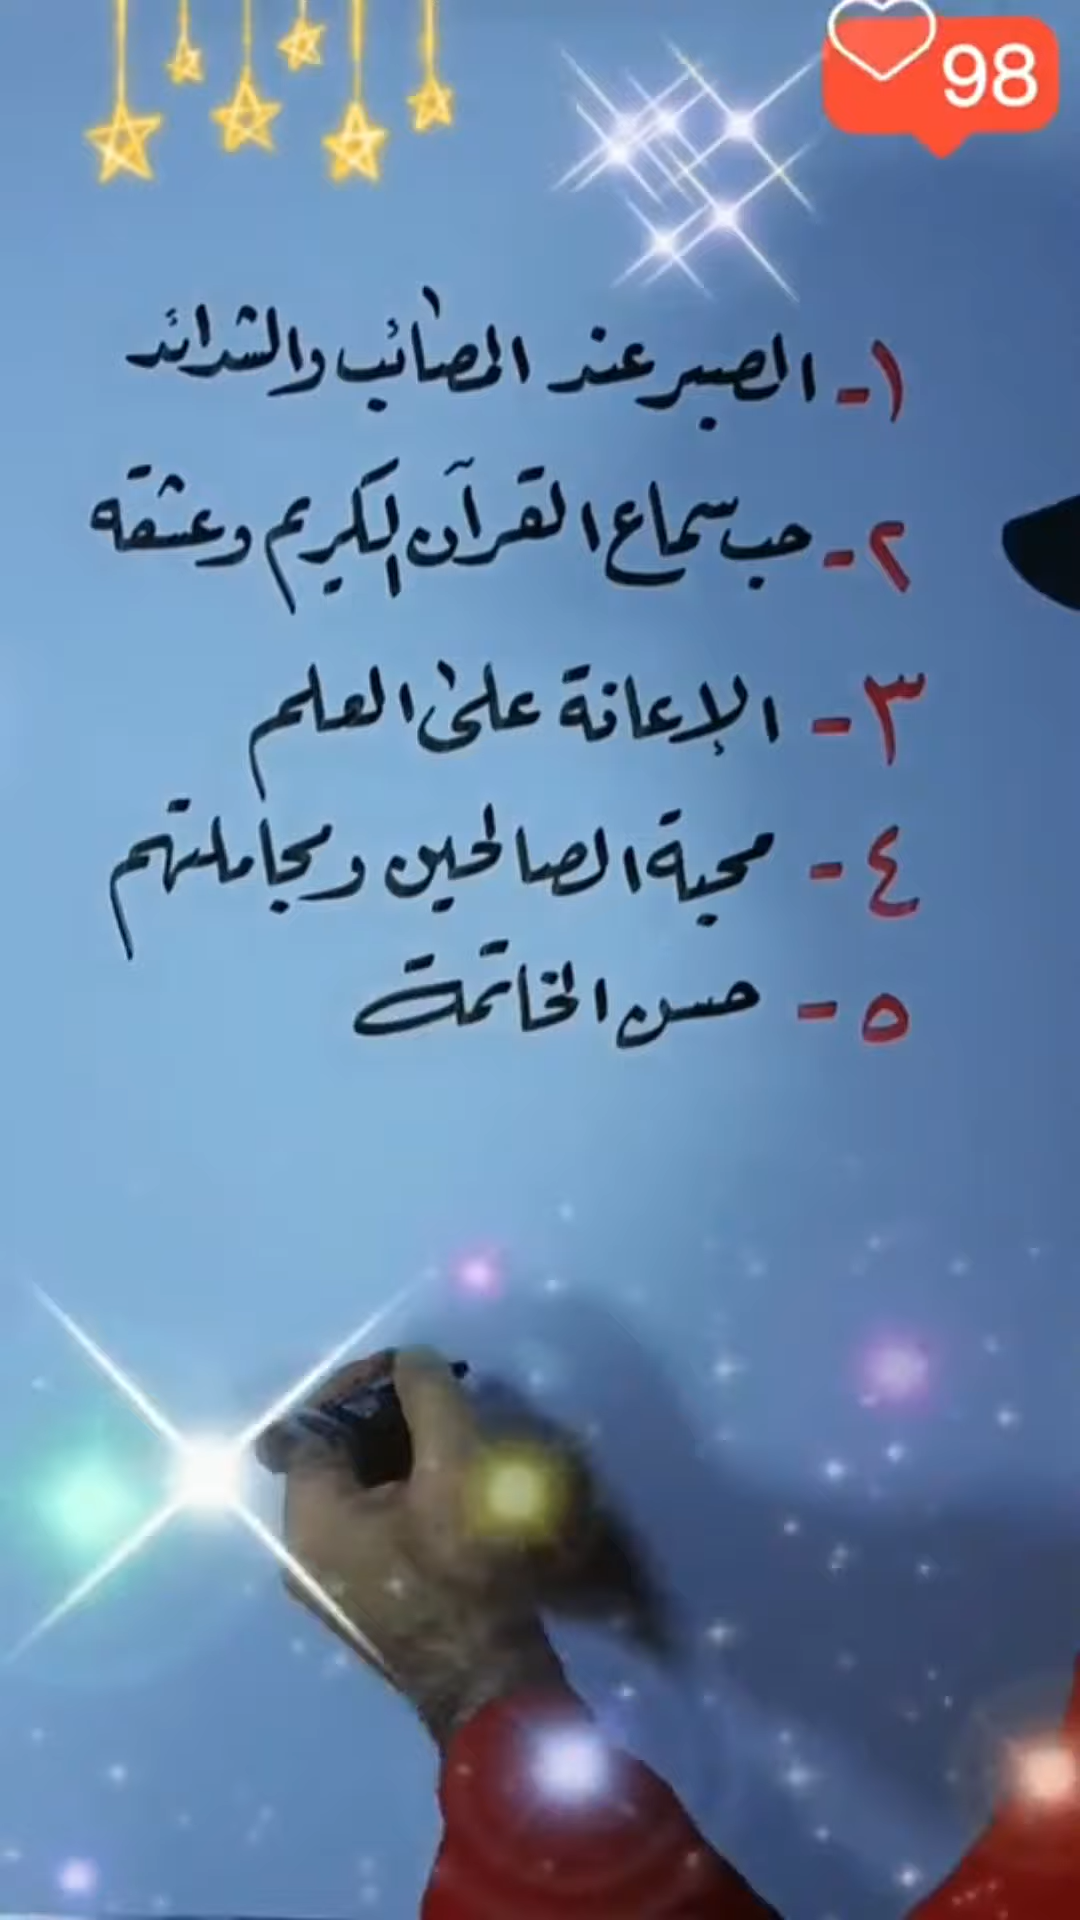 98
١- الصبر عند المصائب والشدائد
٢- حب سماع القرآن الكريم وعشقه
٣- الإعانة على العلم
٤- محبة الصالحين ومجاملتهم
٥- حسن الخاتمة